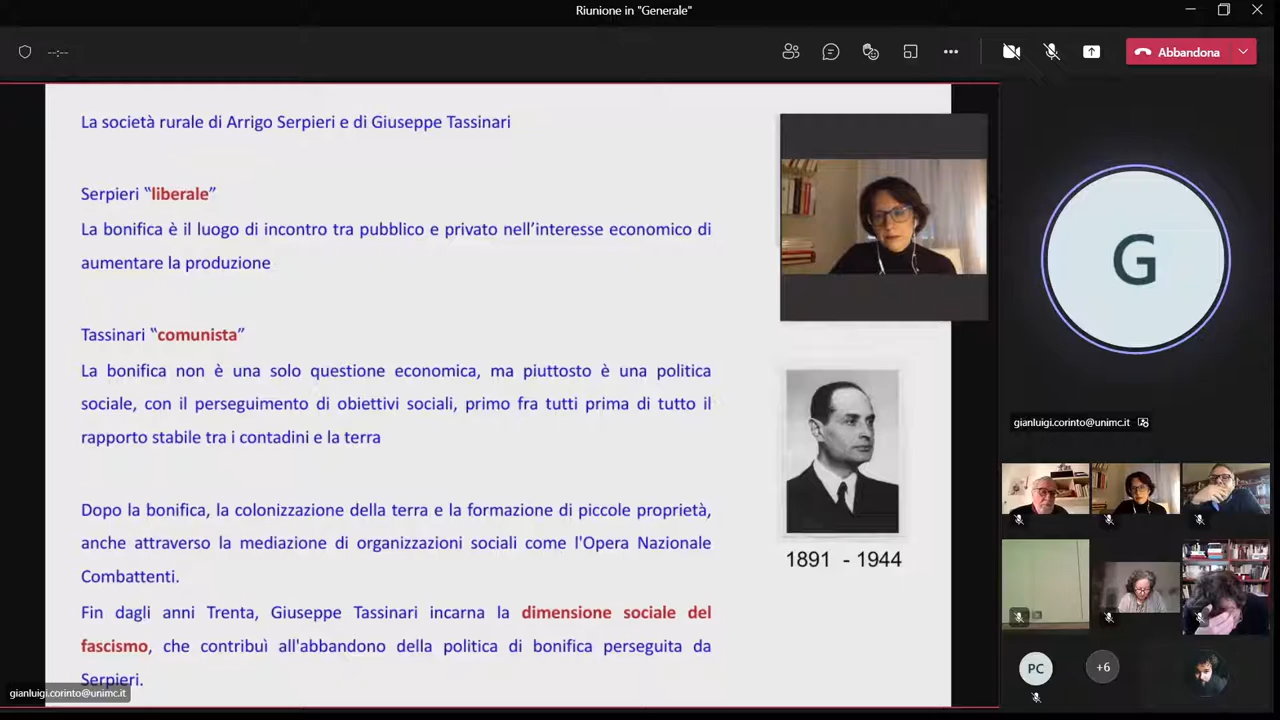 Riunione in "Generale"
--:--
Abbandona
La società rurale di Arrigo Serpieri e di Giuseppe Tassinari
Serpieri “liberale”
La bonifica è il luogo di incontro tra pubblico e privato nell’interesse economico di
aumentare la produzione
Tassinari “comunista”
La bonifica non è una solo questione economica, ma piuttosto è una politica
sociale, con il perseguimento di obiettivi sociali, primo fra tutti prima di tutto il
rapporto stabile tra i contadini e la terra
Dopo la bonifica, la colonizzazione della terra e la formazione di piccole proprietà,
anche attraverso la mediazione di organizzazioni sociali come l'Opera Nazionale
Combattenti.
Fin dagli anni Trenta, Giuseppe Tassinari incarna la dimensione sociale del
fascismo, che contribuì all'abbandono della politica di bonifica perseguita da
Serpieri.
1891 - 1944
gianluigi.corinto@unimc.it
G
gianluigi.corinto@unimc.it
PC
+6